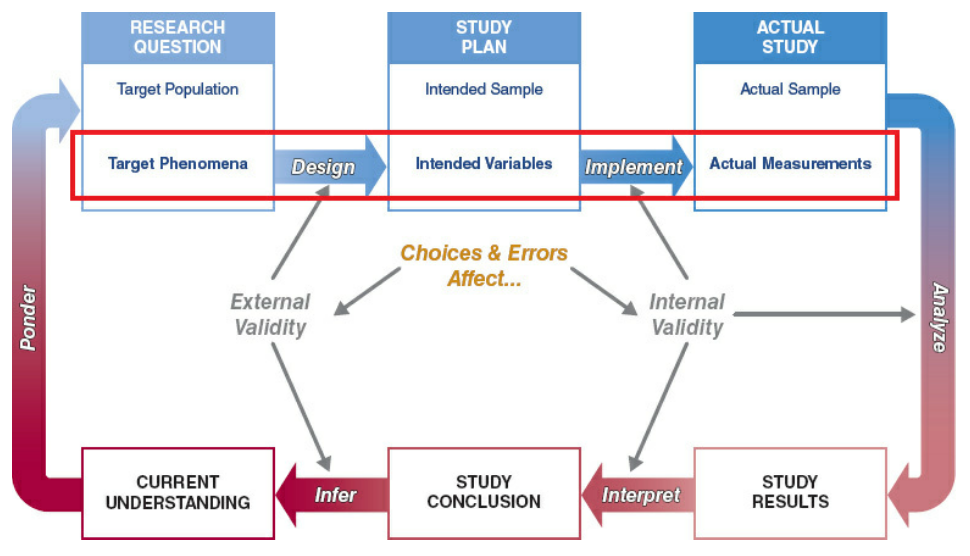 RESEARCH
QUESTION
Target Population
Target Phenomena
Design
STUDY
PLAN
Intended Sample
Intended Variables
Implement
ACTUAL
STUDY
Actual Sample
Actual Measurements
Choices & Errors
Affect...
External
Validity
Internal
Validity
Ponder
Analyze
CURRENT
UNDERSTANDING
Infer
STUDY
CONCLUSION
Interpret
STUDY
RESULTS